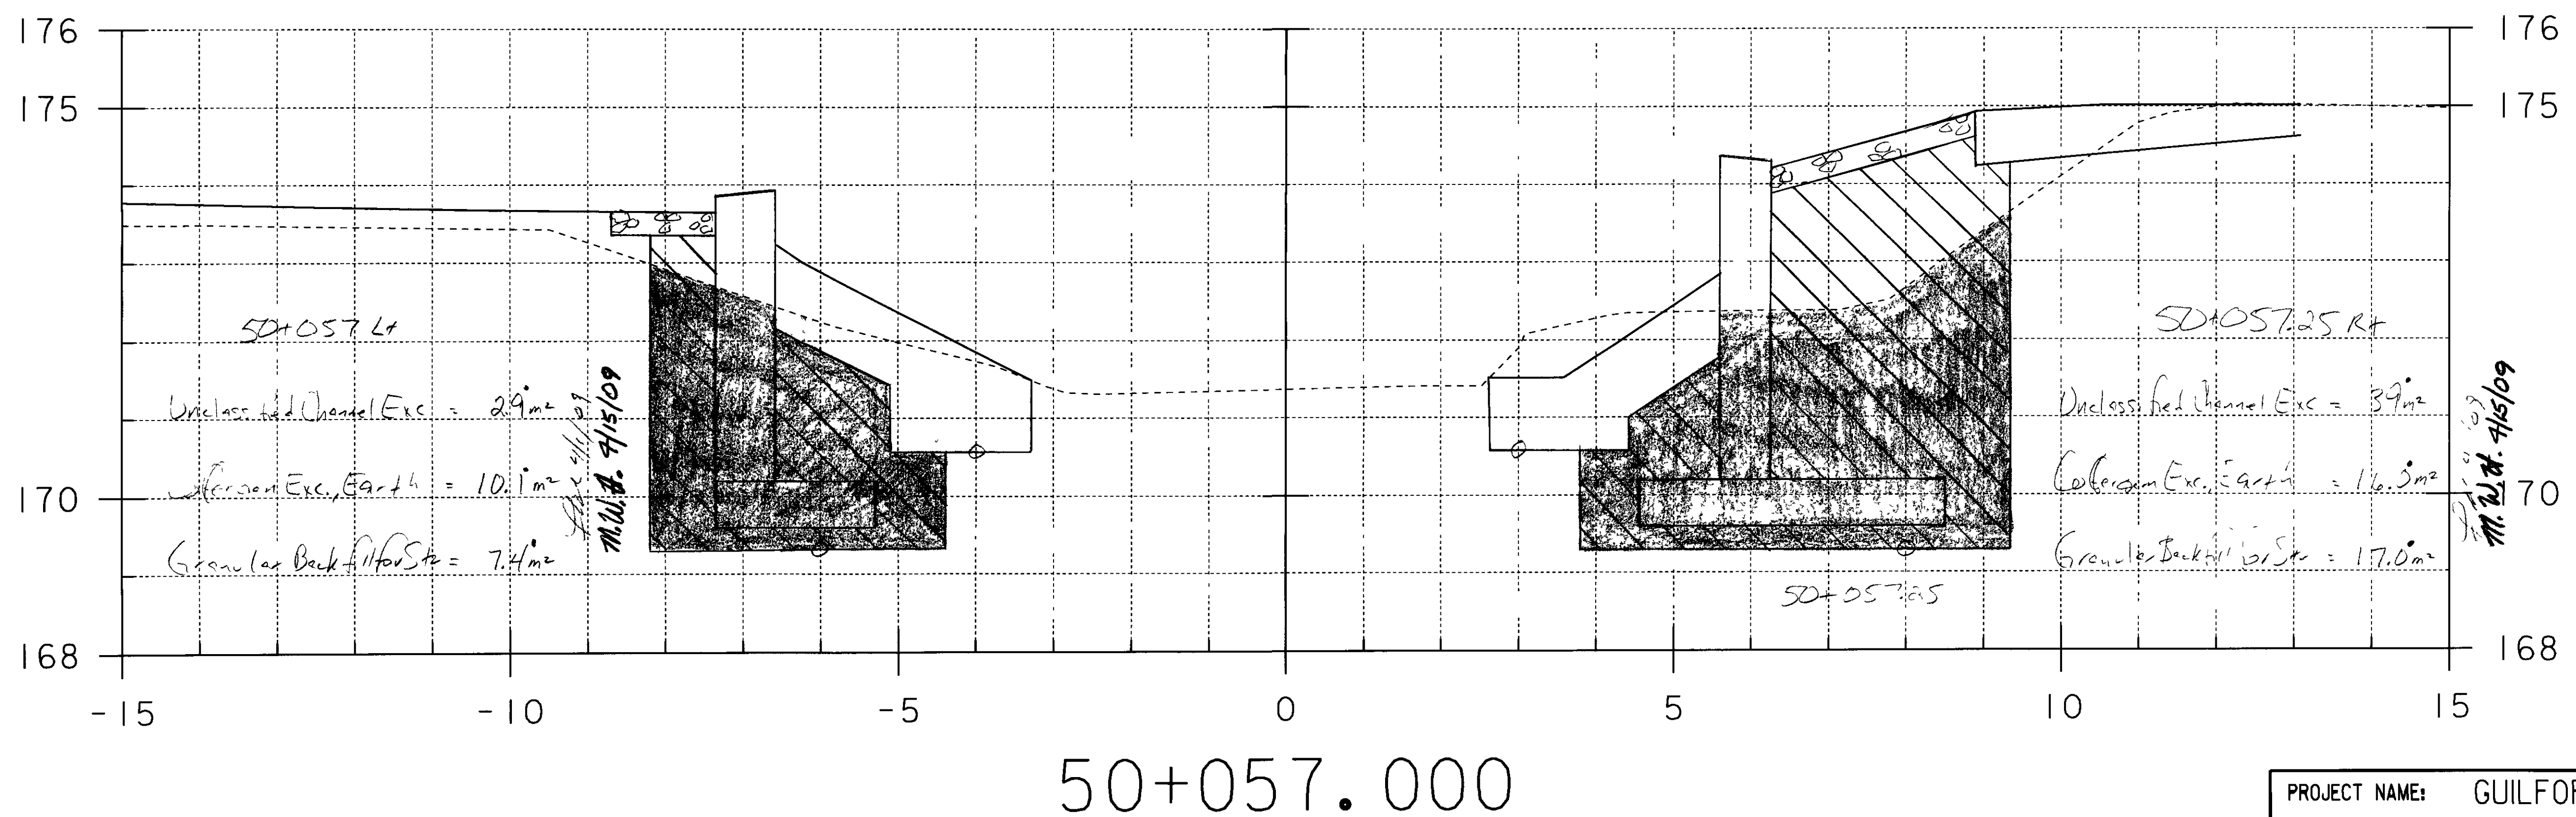 176 176
175 175
50+057 Lt
50+057.25 Rt
Unclassified Channel Exc = 2.9 m²
Unclassified Channel Exc = 3.9 m²
M.W.H. 4/15/09
M.W.H. 4/15/09
170 170
Exc., Earth = 10.1 m²
Cofferdam Exc., Earth = m²
Granular Backfill for Str = 7.4 m²
Granular Backfill for Str = 17.0 m²
50+057.25
168 168
-15 -10 -5 0 5 10 15
50+057.000
PROJECT NAME: GUILFOR